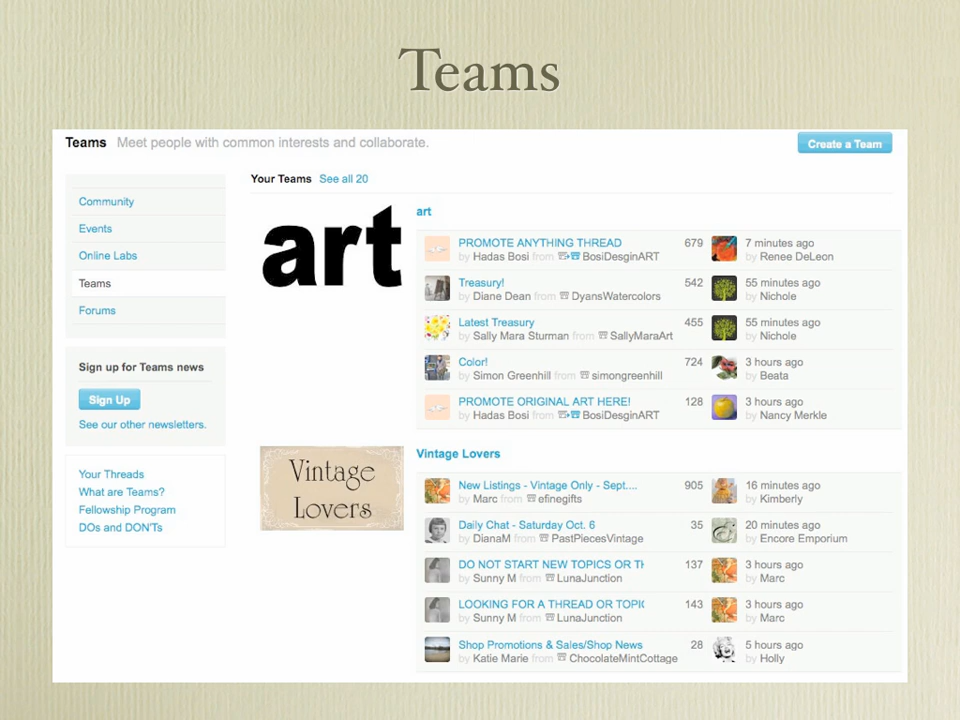 Teams
Teams Meet people with common interests and collaborate.
Create a Team
Community
Events
Online Labs
Teams
Forums
Sign up for Teams news
Sign Up
See our other newsletters.
Your Threads
What are Teams?
Fellowship Program
DOs and DON'Ts
Your Teams See all 20
art
art
PROMOTE ANYTHING THREAD 679 7 minutes ago
by Hadas Bosi from BosiDesginART by Renee DeLeon
Treasury! 542 55 minutes ago
by Diane Dean from DyansWatercolors by Nichole
Latest Treasury 455 55 minutes ago
by Sally Mara Sturman from SallyMaraArt by Nichole
Color! 724 3 hours ago
by Simon Greenhill from simongreenhill by Beata
PROMOTE ORIGINAL ART HERE! 128 3 hours ago
by Hadas Bosi from BosiDesginART by Nancy Merkle
Vintage
Lovers
Vintage Lovers
New Listings - Vintage Only - Sept.... 905 16 minutes ago
by Marc from efinegifts by Kimberly
Daily Chat - Saturday Oct. 6 35 20 minutes ago
by DianaM from PastPiecesVintage by Encore Emporium
DO NOT START NEW TOPICS OR TH 137 3 hours ago
by Sunny M from LunaJunction by Marc
LOOKING FOR A THREAD OR TOPIC 143 3 hours ago
by Sunny M from LunaJunction by Marc
Shop Promotions & Sales/Shop News 28 5 hours ago
by Katie Marie from ChocolateMintCottage by Holly